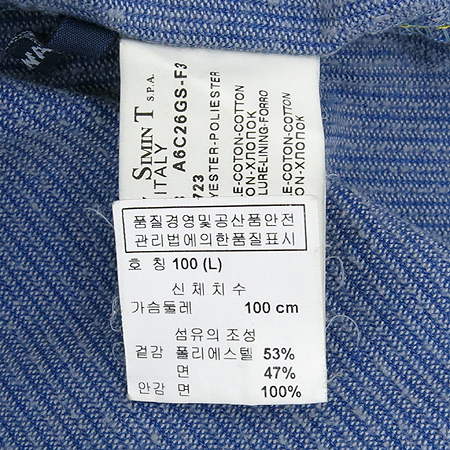 품질경영및공산품안전
관리법에의한품질표시
호 칭 100 (L)
신체치수
가슴둘레 100 cm
섬유의 조성
겉감 폴리에스텔 53%
면 47%
안감 100%
SIMIN T S.P.A.
ITALY
A6C26GS-F3
723
YESTER-POLIESTER
E-COTON-COTTON
ON-ХЛОПОК
LURE-LINING-FORRO
E-COTON-COTTON
ON-ХЛОПОК